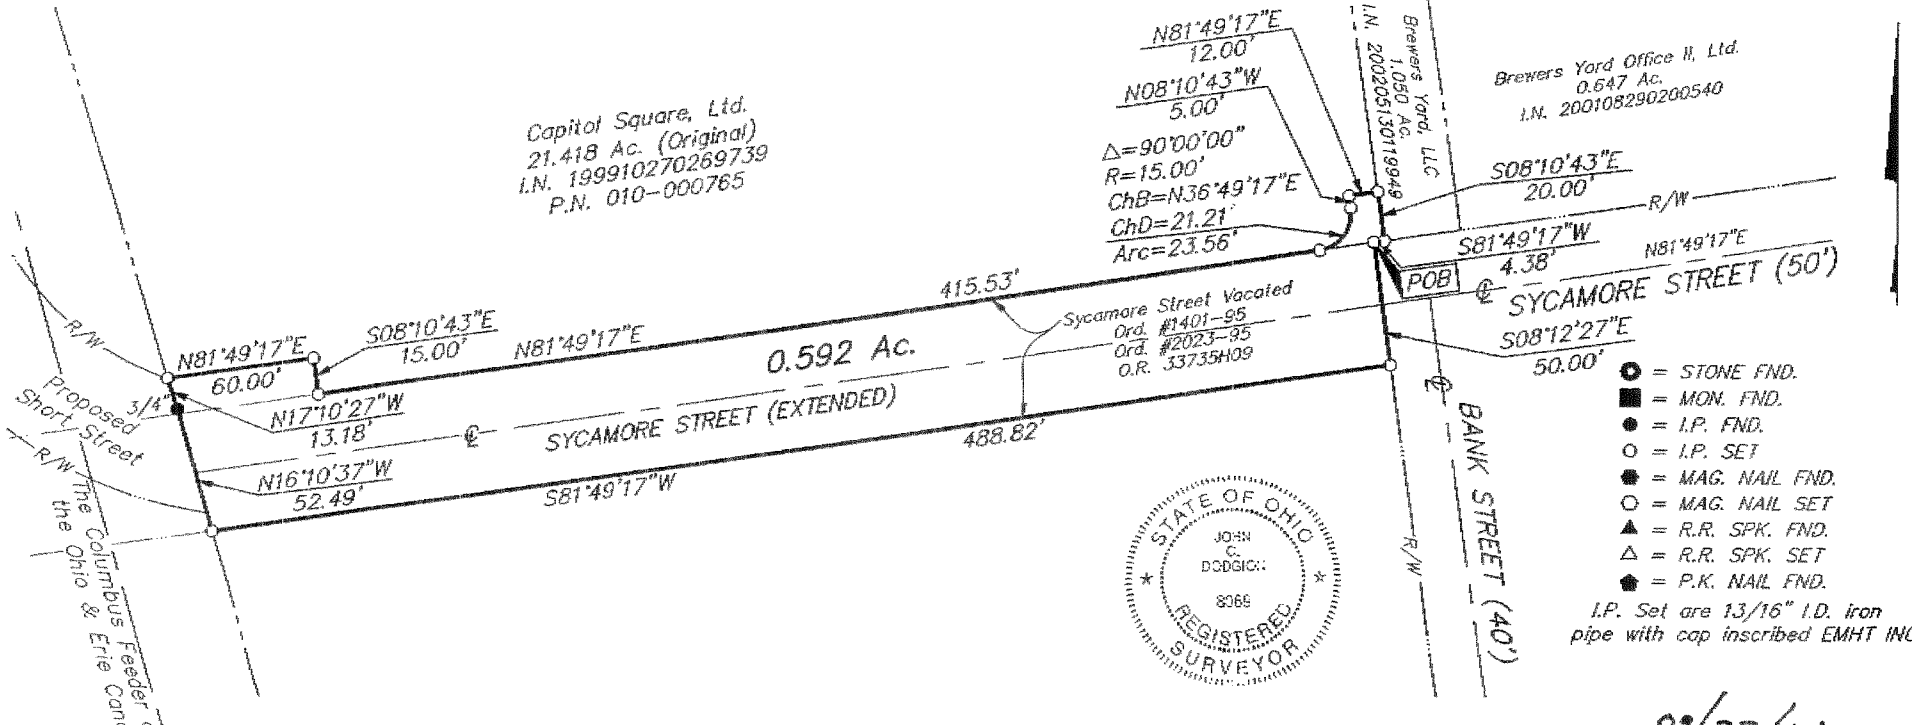 N81°49'17"E
12.00'
N08°10'43"W
5.00'
Δ=90°00'00"
R=15.00'
ChB=N36°49'17"E
ChD=21.21'
Arc=23.56'
Brewers Yard, LLC
1.050 Ac.
I.N. 200205130119949
Brewers Yard Office II, Ltd.
0.647 Ac.
I.N. 200108290200540
Capitol Square, Ltd.
21.418 Ac. (Original)
I.N. 199910270269739
P.N. 010-000765
S08°10'43"E
20.00'
R/W
S81°49'17"W
4.38'
N81°49'17"E
POB
℄ SYCAMORE STREET (50')
S08°12'27"E
50.00'
415.53'
Sycamore Street Vacated
Ord. #1401-95
Ord. #2023-95
O.R. 33735H09
R/W
N81°49'17"E
60.00'
S08°10'43"E
15.00'
N81°49'17"E
0.592 Ac.
Proposed
Short Street
3/4"
N17°10'27"W
13.18'
℄
SYCAMORE STREET (EXTENDED)
488.82'
R/W
N16°10'37"W
52.49'
S81°49'17"W
The Columbus Feeder
the Ohio & Erie
℄ BANK STREET (40')
R/W
STATE OF OHIO
JOHN
C.
REGISTERED
SURVEYOR
= STONE FND.
= MON. FND.
= I.P. FND.
= I.P. SET
= MAG. NAIL FND.
= MAG. NAIL SET
= R.R. SPK. FND.
= R.R. SPK. SET
= P.K. NAIL FND.
I.P. Set are 13/16" I.D. iron
pipe with cap inscribed EMHT